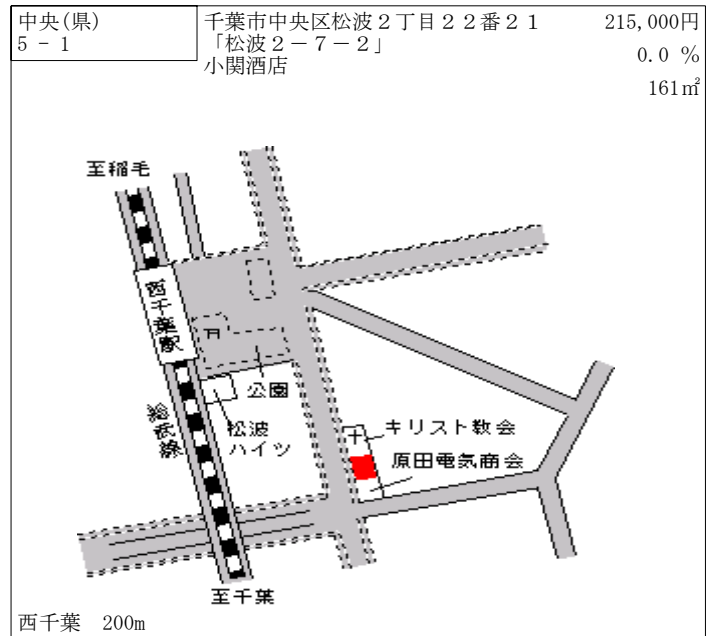 中央(県)
5 - 1
千葉市中央区松波２丁目２２番２１
「松波２－７－２」
小関酒店
215,000円
0.0 %
161㎡
至稲毛
西千葉駅
公園
総武線
松波
ハイツ
キリスト教会
原田電気商会
至千葉
西千葉　200m